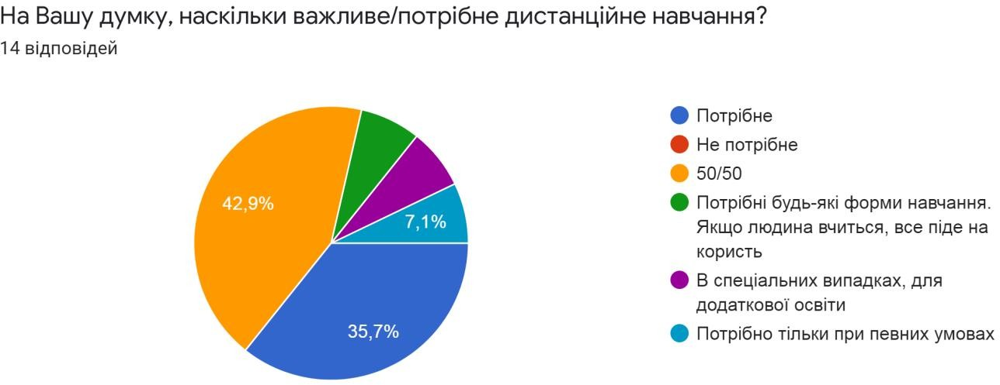 На Вашу думку, наскільки важливе/потрібне дистанційне навчання?
14 відповідей
42,9%
7,1%
35,7%
Потрібне
Не потрібне
50/50
Потрібні будь-які форми навчання.
Якщо людина вчиться, все піде на
користь
В спеціальних випадках, для
додаткової освіти
Потрібно тільки при певних умовах